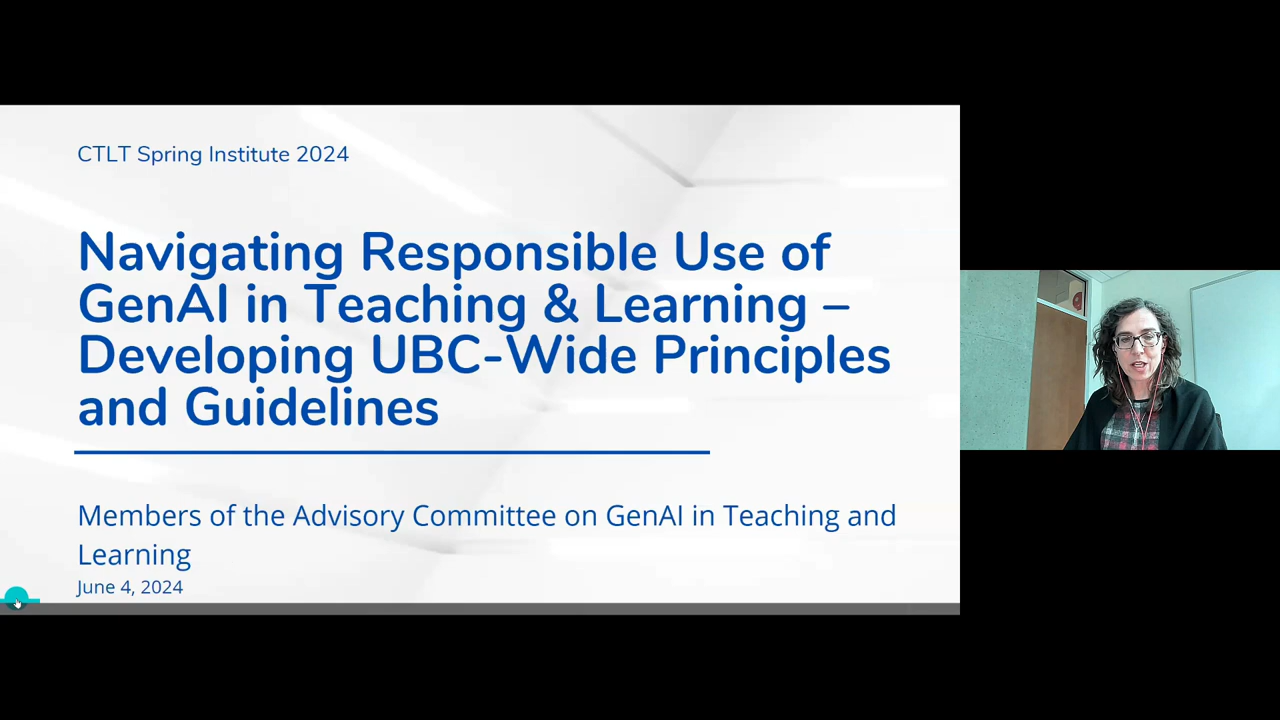 CTLT Spring Institute 2024
Navigating Responsible Use of
GenAI in Teaching & Learning –
Developing UBC-Wide Principles
and Guidelines
Members of the Advisory Committee on GenAI in Teaching and
Learning
June 4, 2024